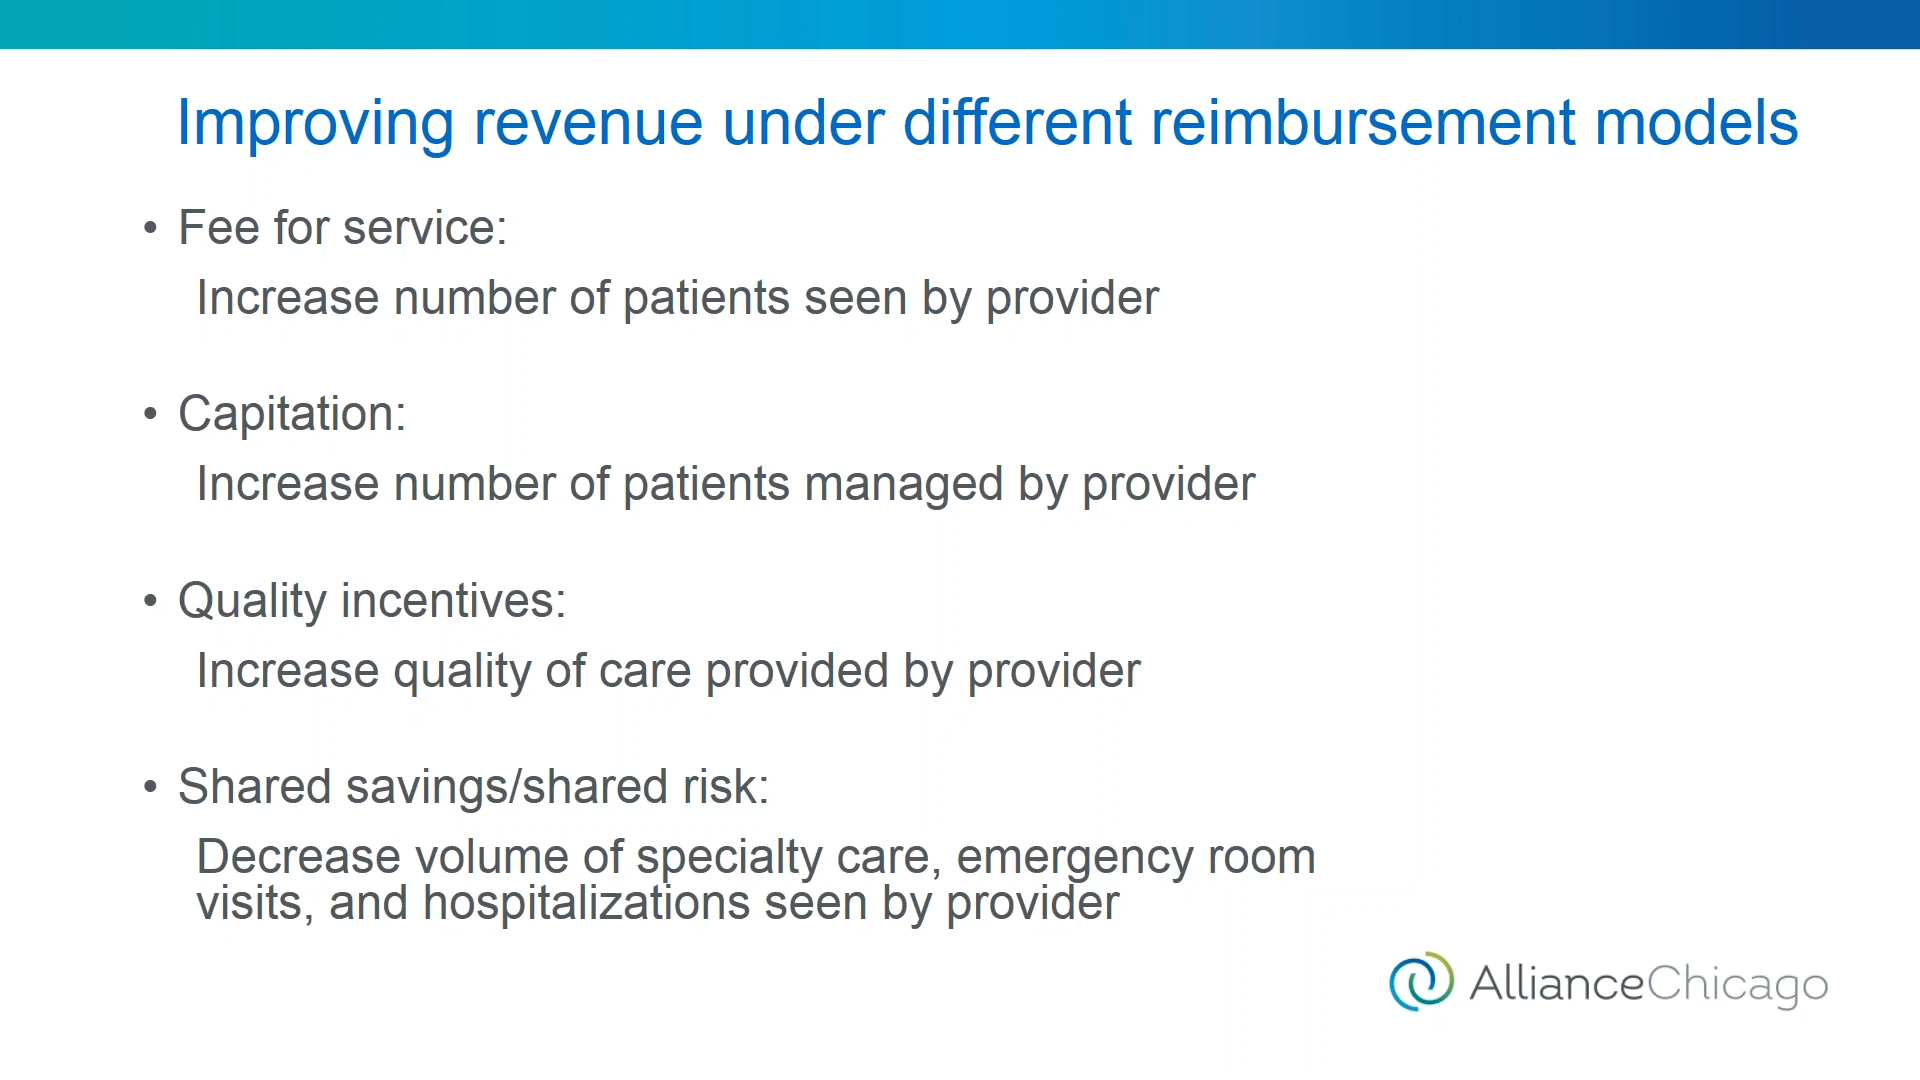 Improving revenue under different reimbursement models
• Fee for service:
Increase number of patients seen by provider
• Capitation:
Increase number of patients managed by provider
• Quality incentives:
Increase quality of care provided by provider
• Shared savings/shared risk:
Decrease volume of specialty care, emergency room
visits, and hospitalizations seen by provider
AllianceChicago